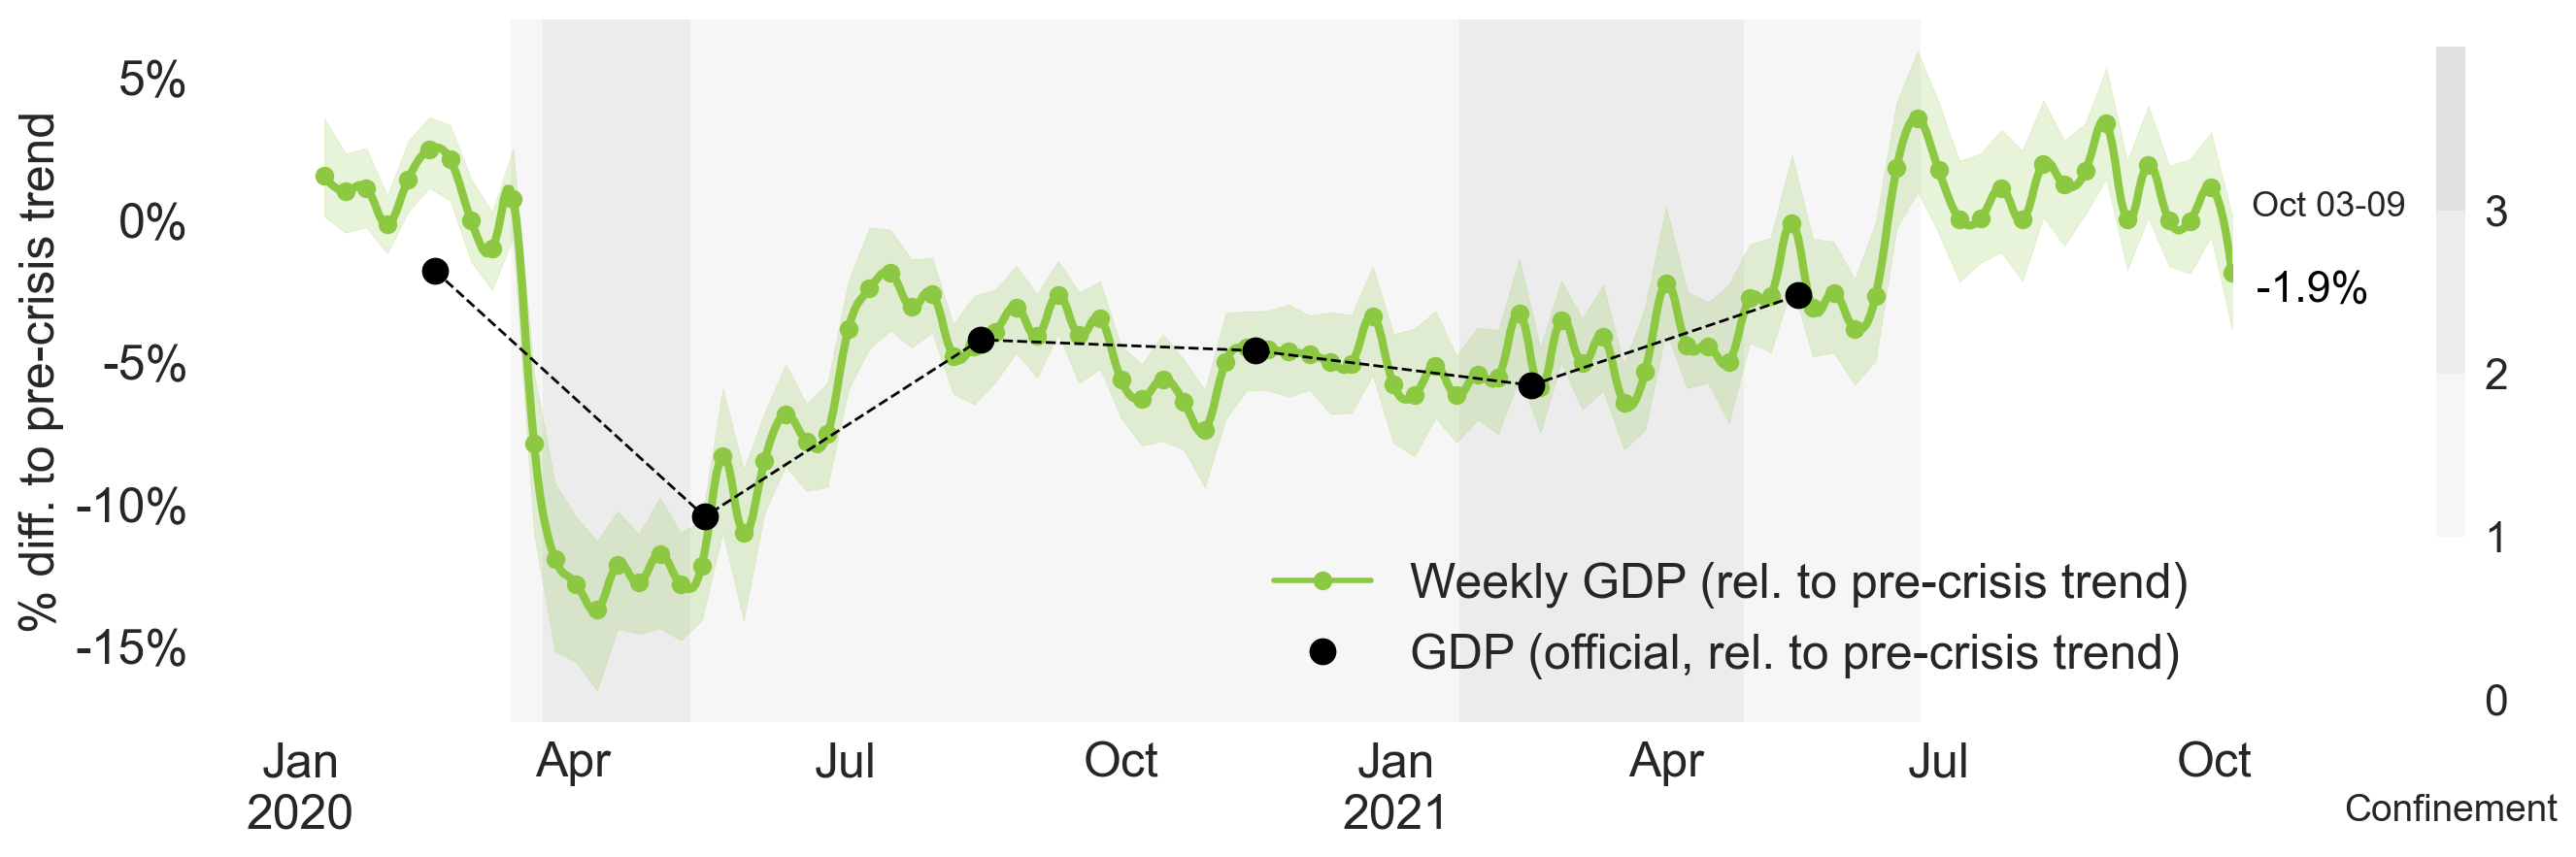 % diff. to pre-crisis trend
5%
0%
-5%
-10%
-15%
Oct 03-09
-1.9%
Weekly GDP (rel. to pre-crisis trend)
GDP (official, rel. to pre-crisis trend)
Jan Apr Jul Oct Jan Apr Jul Oct
2020 2021
3
2
1
0
Confinement